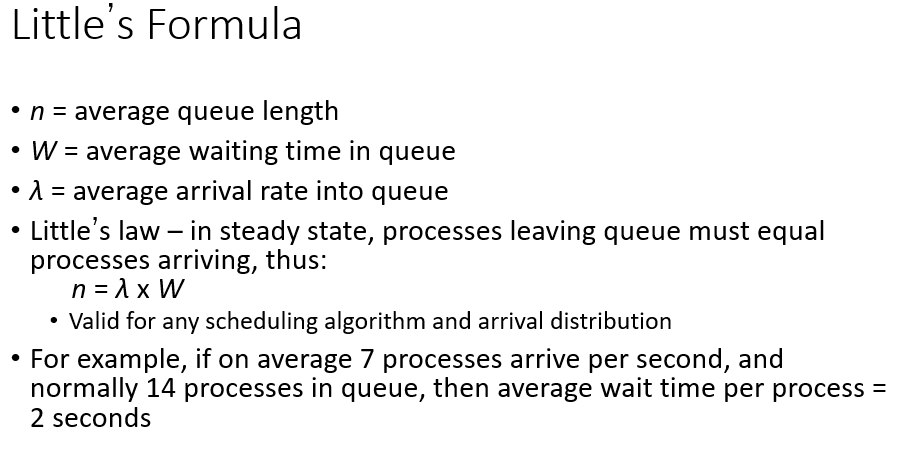 Little’s Formula
• n = average queue length
• W = average waiting time in queue
• λ = average arrival rate into queue
• Little’s law – in steady state, processes leaving queue must equal
processes arriving, thus:
n = λ x W
• Valid for any scheduling algorithm and arrival distribution
• For example, if on average 7 processes arrive per second, and
normally 14 processes in queue, then average wait time per process =
2 seconds